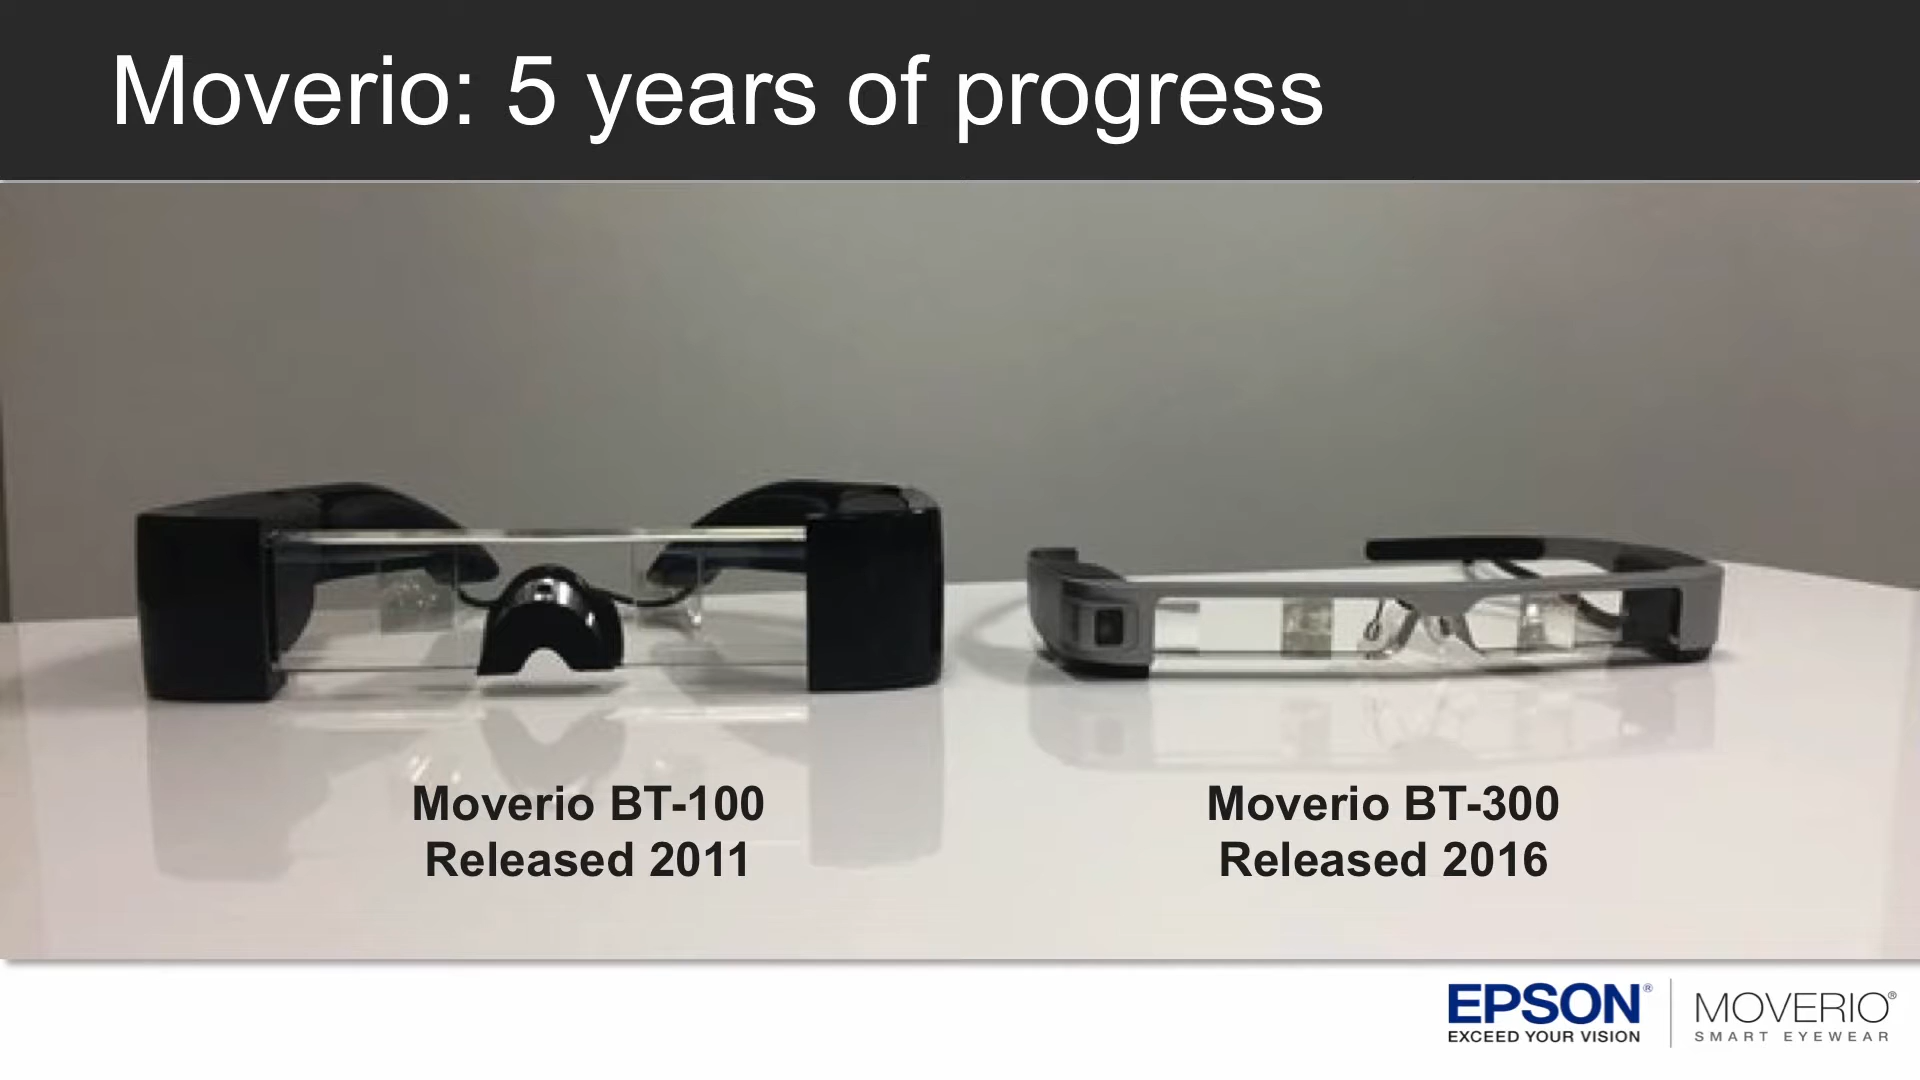 Moverio: 5 years of progress
Moverio BT-100
Released 2011
Moverio BT-300
Released 2016
EPSON®
EXCEED YOUR VISION
MOVERIO®
SMART EYEWEAR